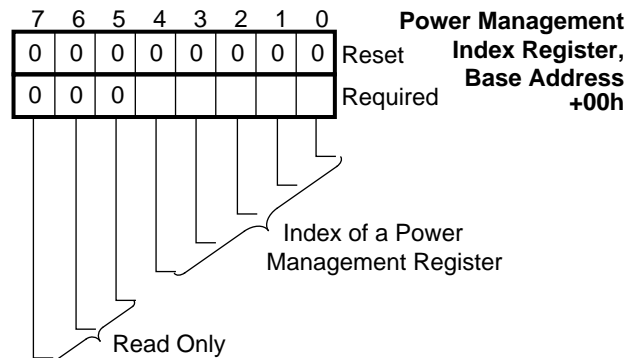 7 6 5 4 3 2 1 0
0 0 0 0 0 0 0 0 Reset
0 0 0 Required
Power Management
Index Register,
Base Address
+00h
Index of a Power
Management Register
Read Only